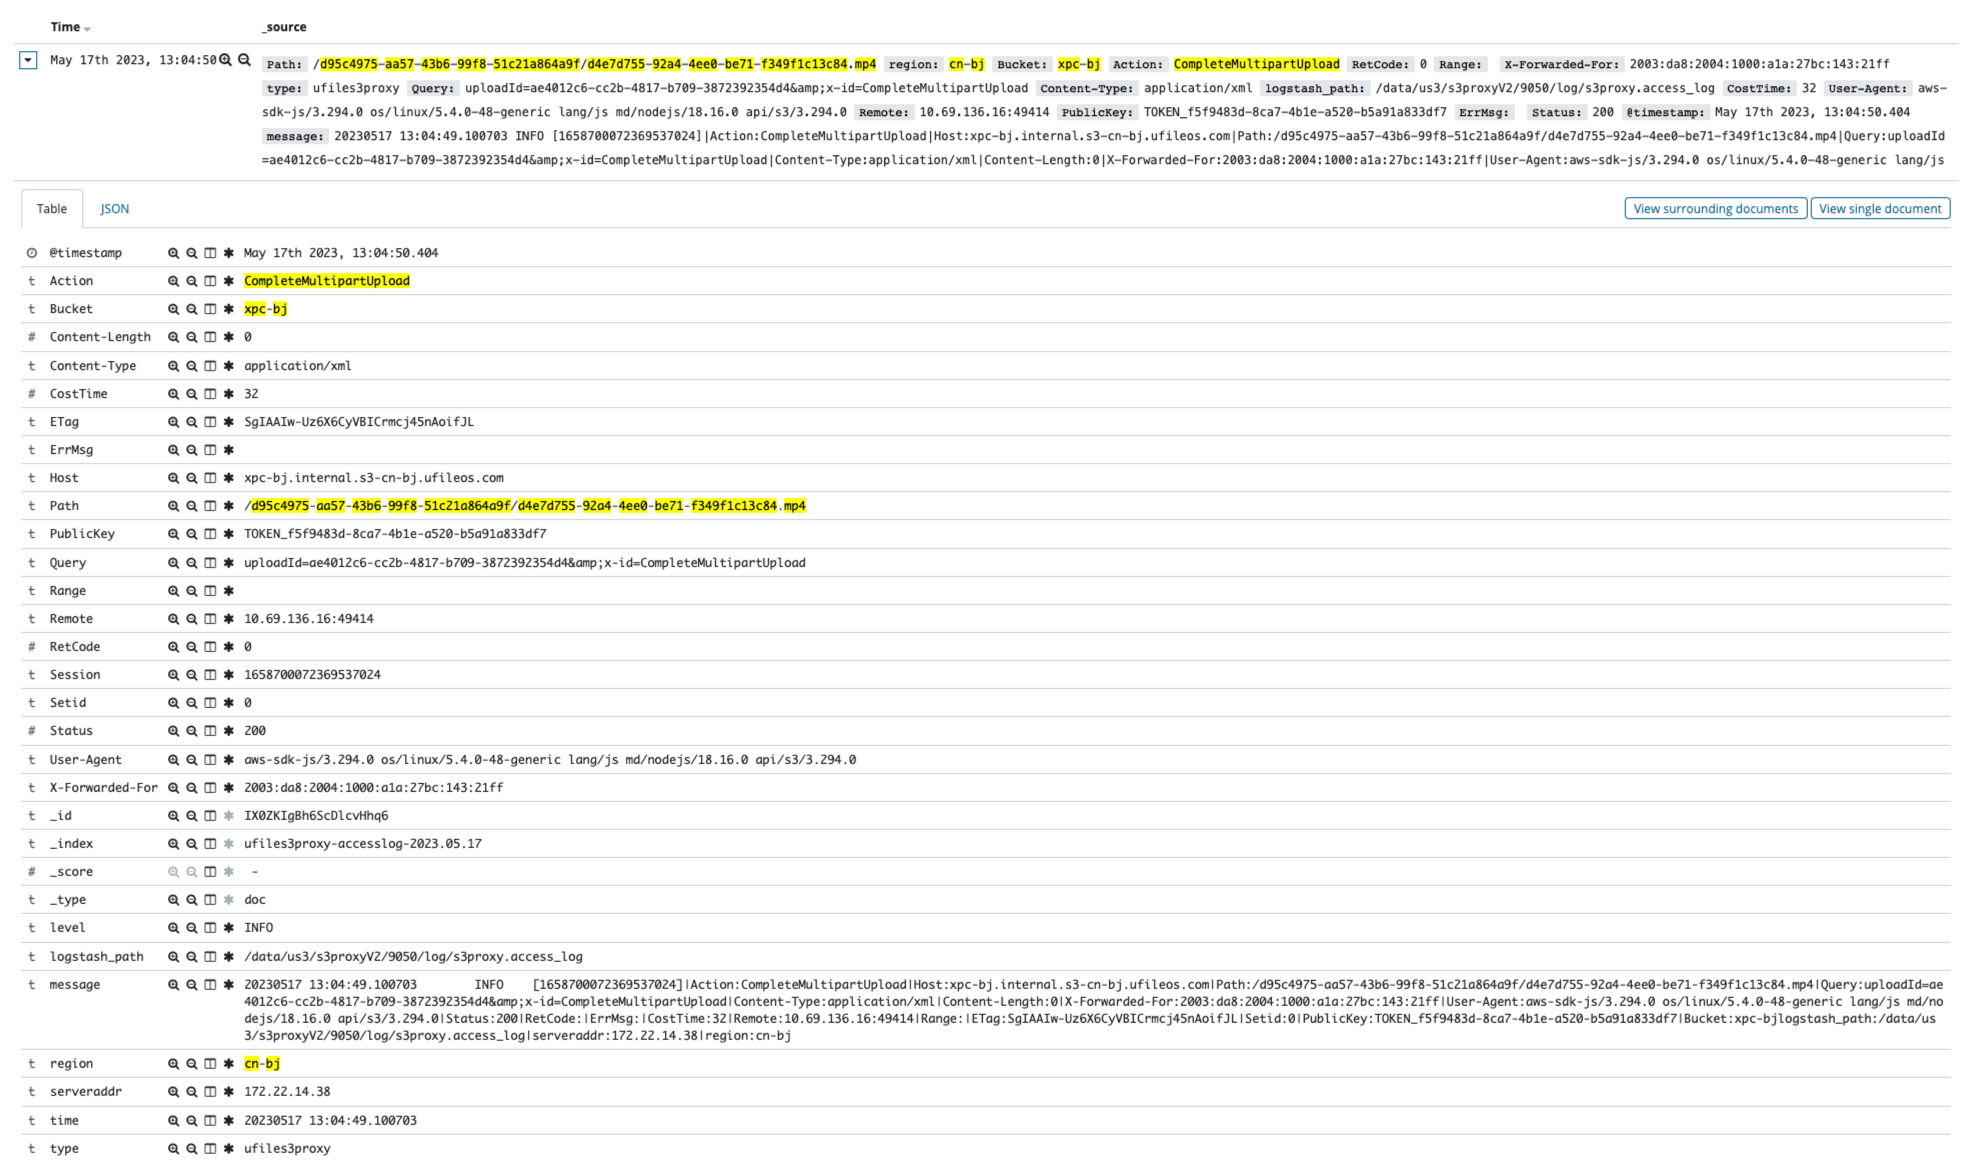 Time _source
May 17th 2023, 13:04:50 Path: /d95c4975-aa57-43b6-99f8-51c21a864a9f/d4e7d755-92a4-4ee0-be71-f349f1c13c84.mp4 region: cn-bj Bucket: xpc-bj Action: CompleteMultipartUpload RetCode: 0 Range: X-Forwarded-For: 2003:da8:2004:1000:a1a:27bc:143:21ff
type: ufiles3proxy Query: uploadId=ae4012c6-cc2b-4817-b709-3872392354d4&amp;x-id=CompleteMultipartUpload Content-Type: application/xml logstash_path: /data/us3/s3proxyV2/9050/log/s3proxy.access_log CostTime: 32 User-Agent: aws-
sdk-js/3.294.0 os/linux/5.4.0-48-generic lang/js md/nodejs/18.16.0 api/s3/3.294.0 Remote: 10.69.136.16:49414 PublicKey: TOKEN_f5f9483d-8ca7-4b1e-a520-b5a91a833df7 ErrMsg: Status: 200 @timestamp: May 17th 2023, 13:04:50.404
message: 20230517 13:04:49.100703 INFO [1658700072369537024]|Action:CompleteMultipartUpload|Host:xpc-bj.internal.s3-cn-bj.ufileos.com|Path:/d95c4975-aa57-43b6-99f8-51c21a864a9f/d4e7d755-92a4-4ee0-be71-f349f1c13c84.mp4|Query:uploadId
=ae4012c6-cc2b-4817-b709-3872392354d4&amp;x-id=CompleteMultipartUpload|Content-Type:application/xml|Content-Length:0|X-Forwarded-For:2003:da8:2004:1000:a1a:27bc:143:21ff|User-Agent:aws-sdk-js/3.294.0 os/linux/5.4.0-48-generic lang/js
Table JSON View surrounding documents View single document
@timestamp May 17th 2023, 13:04:50.404
t Action CompleteMultipartUpload
t Bucket xpc-bj
# Content-Length 0
t Content-Type application/xml
# CostTime 32
t ETag SgIAAIw-Uz6X6CyVBICrmcj45nAoifJL
t ErrMsg
t Host xpc-bj.internal.s3-cn-bj.ufileos.com
t Path /d95c4975-aa57-43b6-99f8-51c21a864a9f/d4e7d755-92a4-4ee0-be71-f349f1c13c84.mp4
t PublicKey TOKEN_f5f9483d-8ca7-4b1e-a520-b5a91a833df7
t Query uploadId=ae4012c6-cc2b-4817-b709-3872392354d4&amp;x-id=CompleteMultipartUpload
t Range
t Remote 10.69.136.16:49414
# RetCode 0
t Session 1658700072369537024
t Setid 0
# Status 200
t User-Agent aws-sdk-js/3.294.0 os/linux/5.4.0-48-generic lang/js md/nodejs/18.16.0 api/s3/3.294.0
t X-Forwarded-For 2003:da8:2004:1000:a1a:27bc:143:21ff
t _id IX0ZKIgBh6ScDlcvHhq6
t _index ufiles3proxy-accesslog-2023.05.17
# _score -
t _type doc
t level INFO
t logstash_path /data/us3/s3proxyV2/9050/log/s3proxy.access_log
t message 20230517 13:04:49.100703 INFO [1658700072369537024]|Action:CompleteMultipartUpload|Host:xpc-bj.internal.s3-cn-bj.ufileos.com|Path:/d95c4975-aa57-43b6-99f8-51c21a864a9f/d4e7d755-92a4-4ee0-be71-f349f1c13c84.mp4|Query:uploadId=ae
4012c6-cc2b-4817-b709-3872392354d4&amp;x-id=CompleteMultipartUpload|Content-Type:application/xml|Content-Length:0|X-Forwarded-For:2003:da8:2004:1000:a1a:27bc:143:21ff|User-Agent:aws-sdk-js/3.294.0 os/linux/5.4.0-48-generic lang/js md/no
dejs/18.16.0 api/s3/3.294.0|Status:200|RetCode:|ErrMsg:|CostTime:32|Remote:10.69.136.16:49414|Range:|ETag:SgIAAIw-Uz6X6CyVBICrmcj45nAoifJL|Setid:0|PublicKey:TOKEN_f5f9483d-8ca7-4b1e-a520-b5a91a833df7|Bucket:xpc-bjlogstash_path:/data/us
3/s3proxyV2/9050/log/s3proxy.access_log|serveraddr:172.22.14.38|region:cn-bj
t region cn-bj
t serveraddr 172.22.14.38
t time 20230517 13:04:49.100703
t type ufiles3proxy